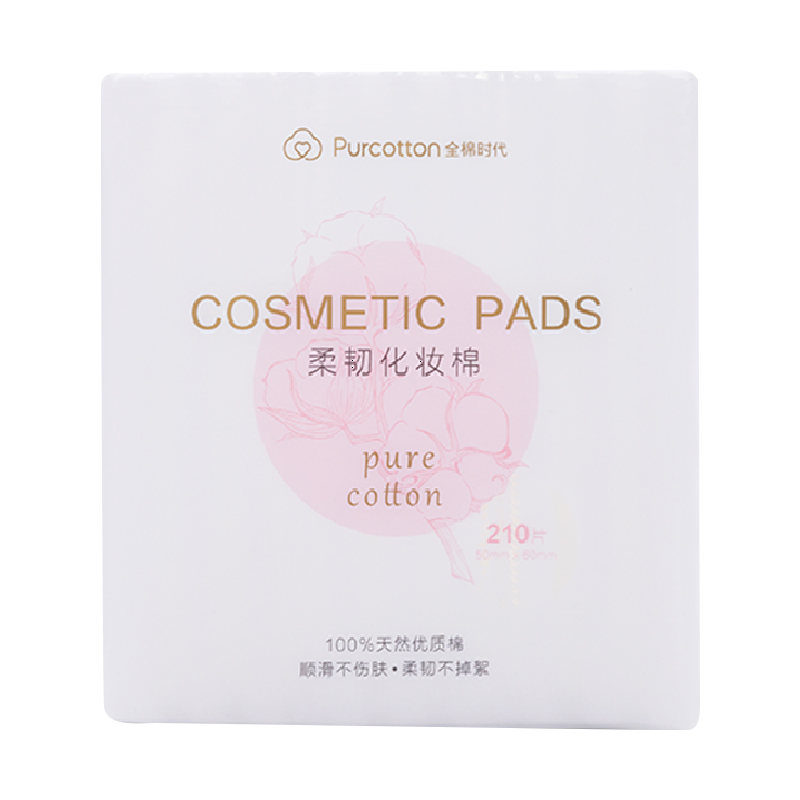 Purcotton全棉时代
COSMETIC PADS
柔韧化妆棉
pure
cotton
210片
100%天然优质棉
顺滑不伤肤·柔韧不掉絮